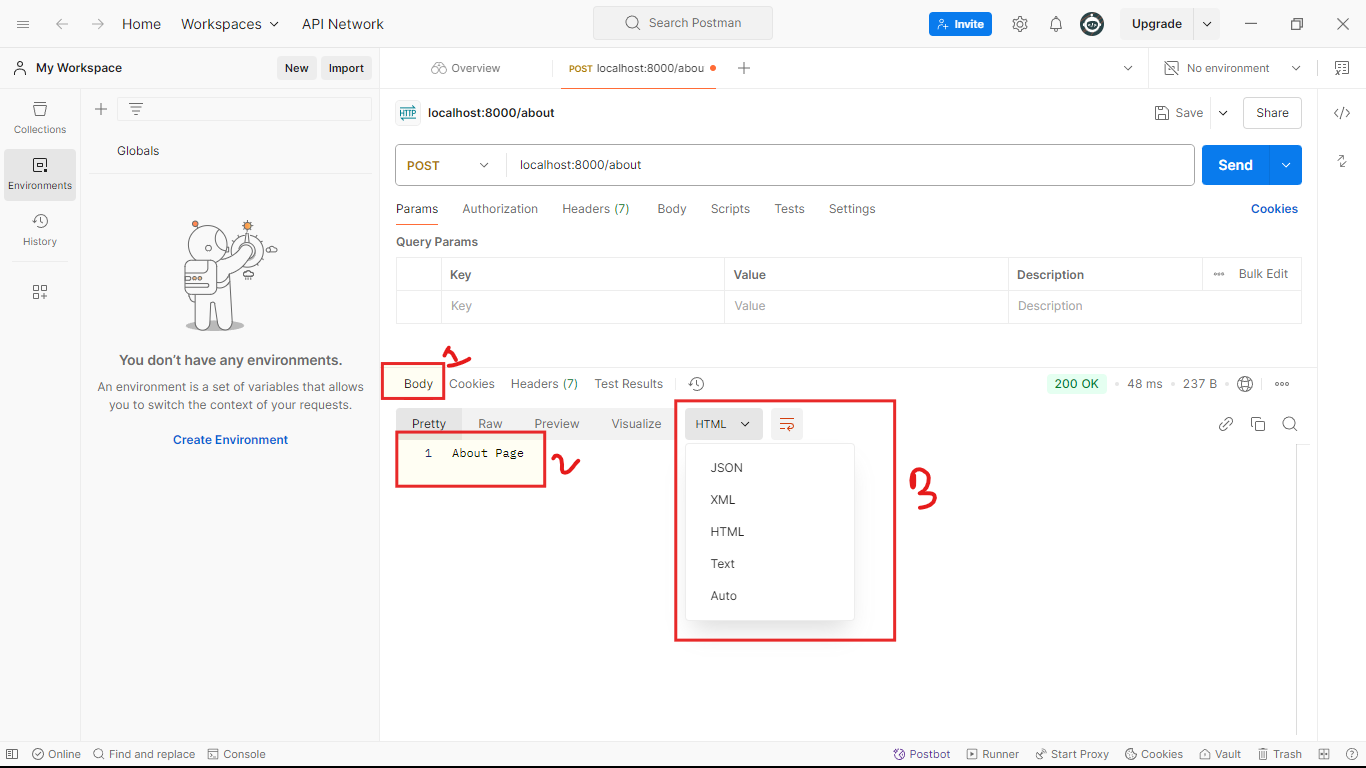 Home Workspaces API Network Search Postman Invite Upgrade
My Workspace New Import Overview POST localhost:8000/abou No environment
Collections
Environments
History
Globals
You don’t have any environments.
An environment is a set of variables that allows
you to switch the context of your requests.
Create Environment
HTTP localhost:8000/about Save Share
POST localhost:8000/about Send
Params Authorization Headers (7) Body Scripts Tests Settings Cookies
Query Params
Key Value Description Bulk Edit
Key Value Description
1
Body Cookies Headers (7) Test Results 200 OK 48 ms 237 B
Pretty Raw Preview Visualize HTML
1 About Page
2
JSON
XML
HTML
Text
Auto
3
Online Find and replace Console Postbot Runner Start Proxy Cookies Vault Trash